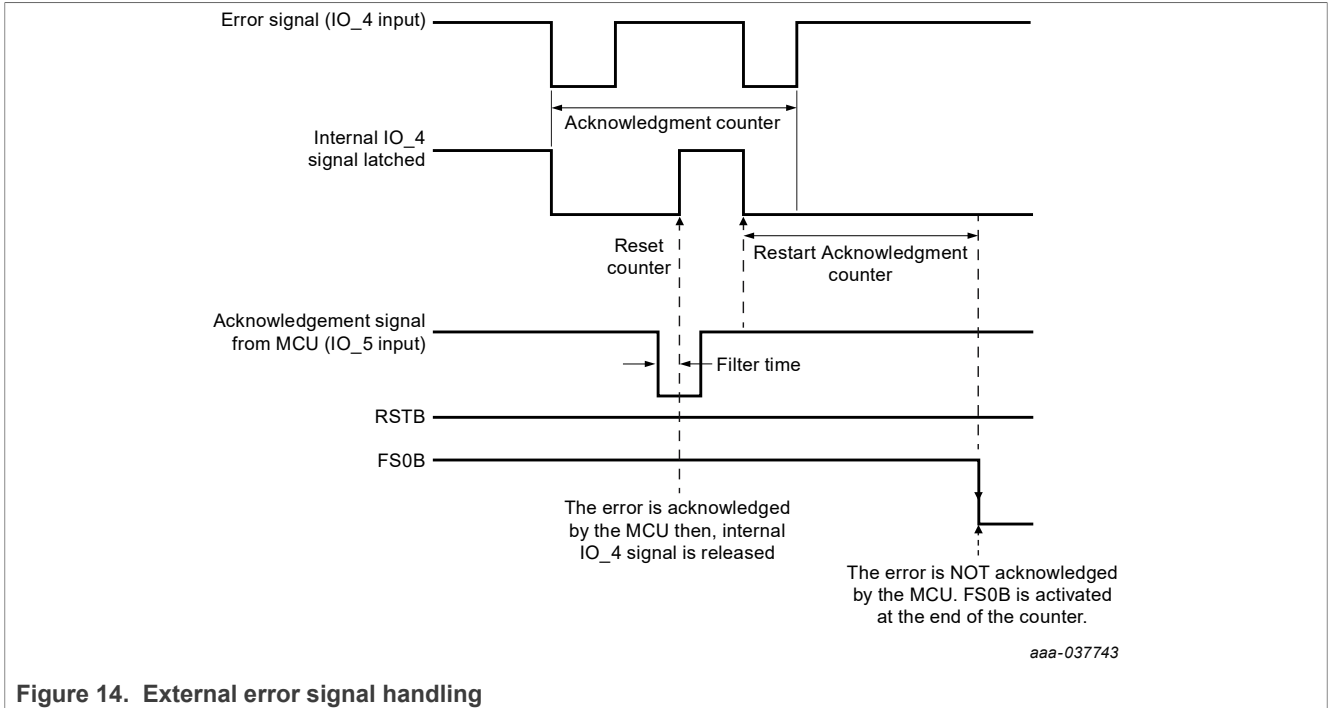 Error signal (IO_4 input)
Acknowledgment counter
Internal IO_4
signal latched
Reset
counter
Restart Acknowledgment
counter
Acknowledgement signal
from MCU (IO_5 input)
Filter time
RSTB
FS0B
The error is acknowledged
by the MCU then, internal
IO_4 signal is released
The error is NOT acknowledged
by the MCU. FS0B is activated
at the end of the counter.
aaa-037743
Figure 14. External error signal handling